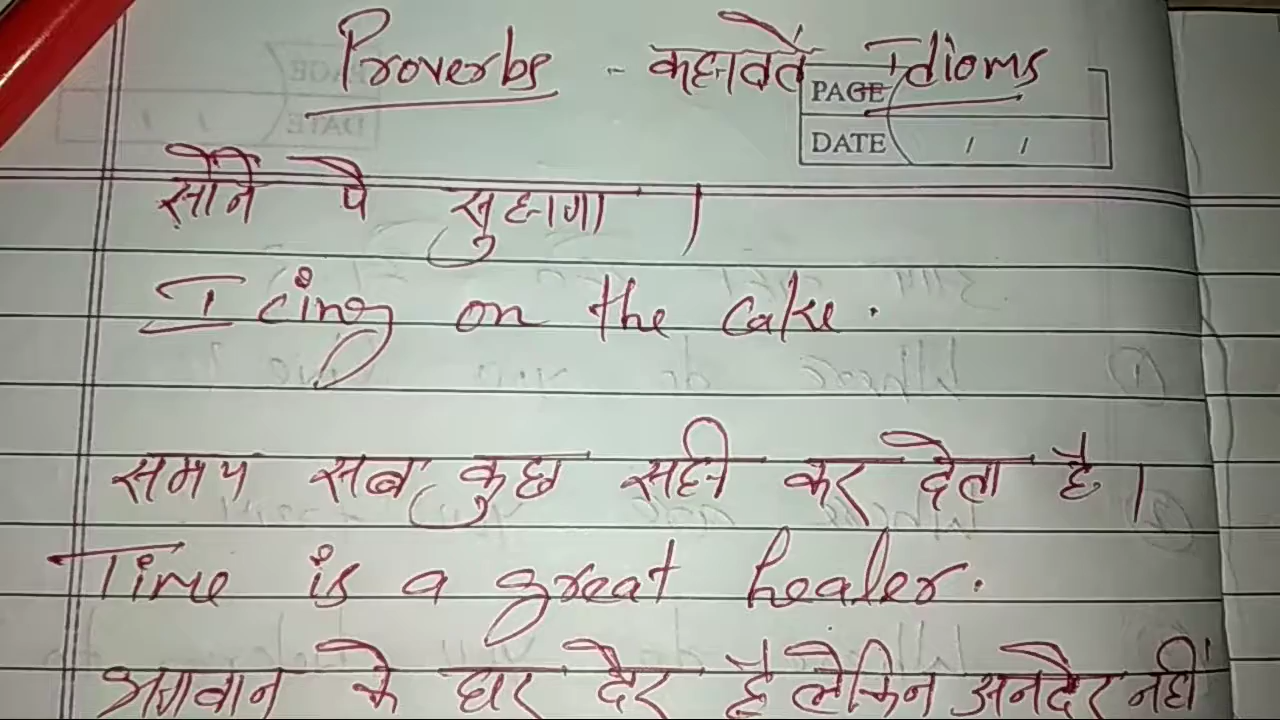 Proverbs - कहावतें Idioms
PAGE
DATE / /
सोने पे सुहागा ।
Icing on the cake.
समय सब कुछ सही कर देता है ।
Time is a great healer.
भगवान के घर देर है लेकिन अनदेर नहीं